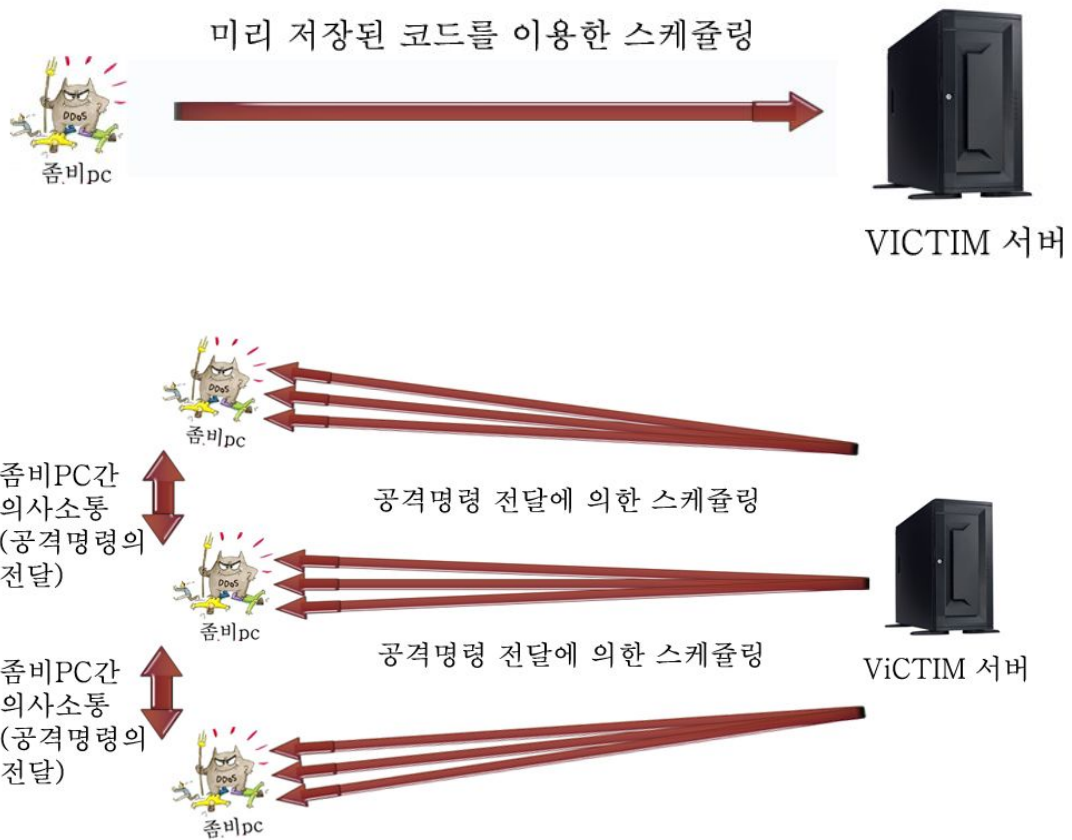 미리 저장된 코드를 이용한 스케쥴링
DDoS
좀비pc
VICTIM 서버
DDoS
좀비pc
좀비PC간
의사소통
(공격명령의
전달)
공격명령 전달에 의한 스케쥴링
DDoS
좀비pc
공격명령 전달에 의한 스케쥴링
ViCTIM 서버
좀비PC간
의사소통
(공격명령의
전달)
DDoS
좀비pc